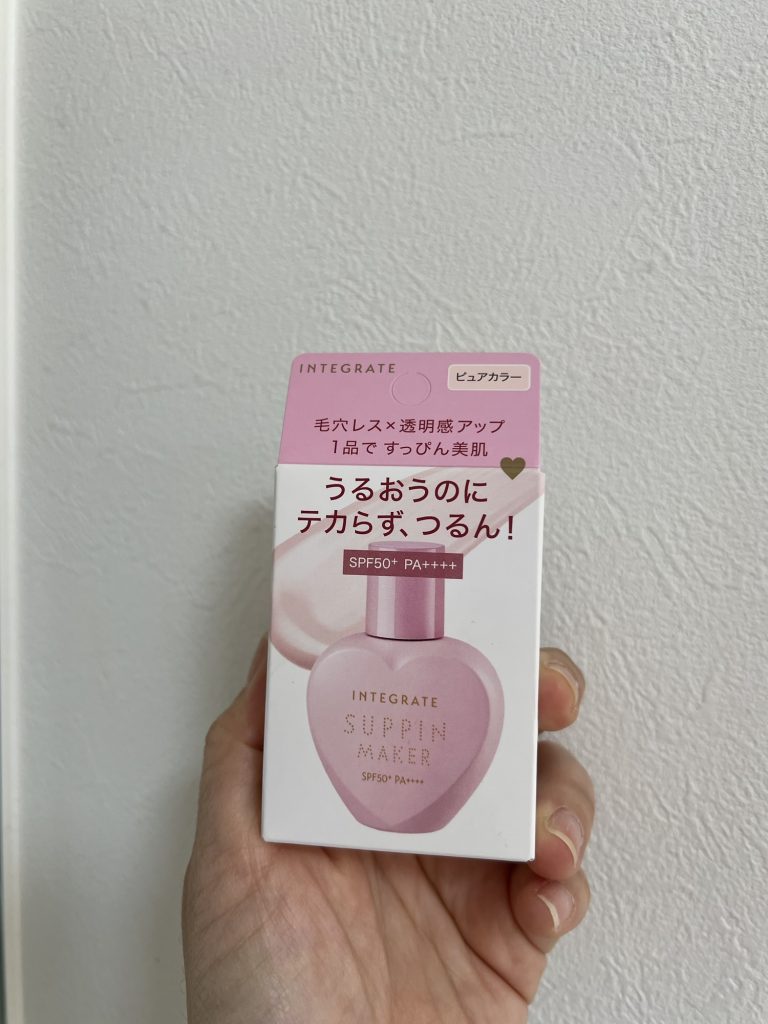 INTEGRATE
ピュアカラー
毛穴レス×透明感アップ
1品で すっぴん美肌
うるおうのに
テカらず、つるん!
SPF50+ PA++++
INTEGRATE
SUPPIN
MAKER
SPF50+ PA++++